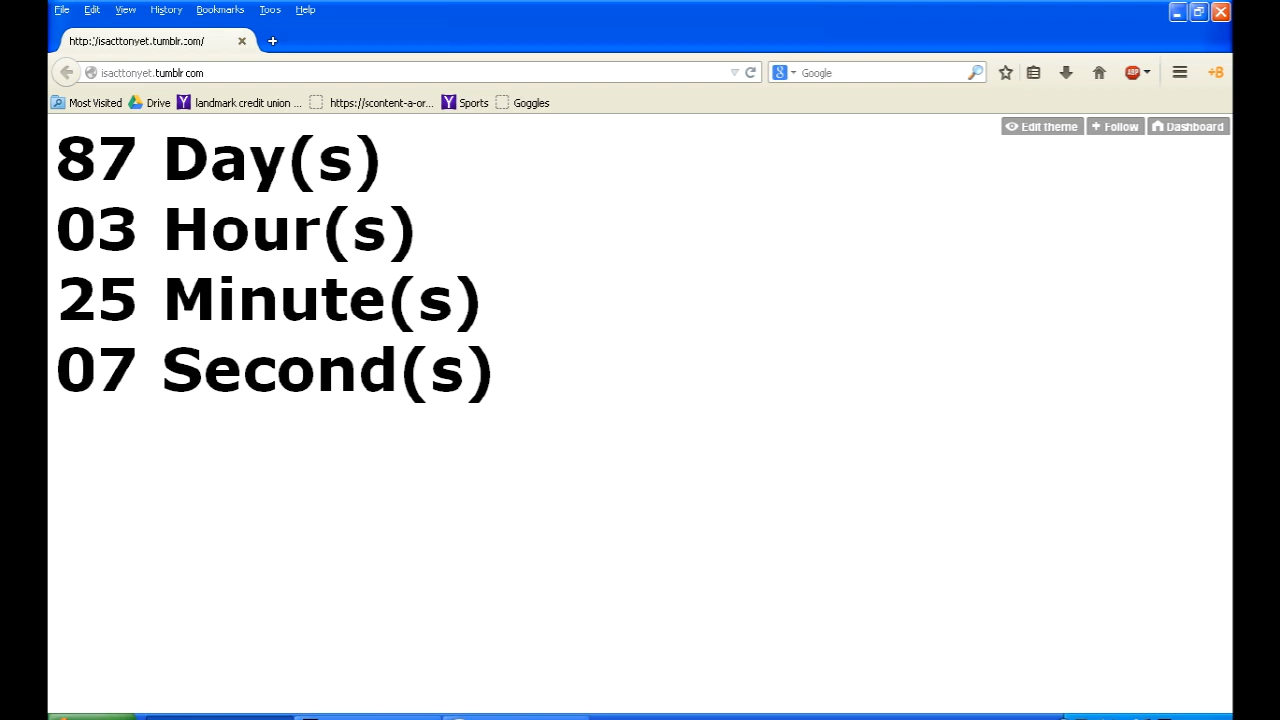 File Edit View History Bookmarks Tools Help
http://isacttonyet.tumblr.com/
isacttonyet.tumblr.com
Google
ABP
Most Visited Drive landmark credit union ... https://scontent-a-or... Sports Goggles
Edit theme Follow Dashboard
87 Day(s)
03 Hour(s)
25 Minute(s)
07 Second(s)